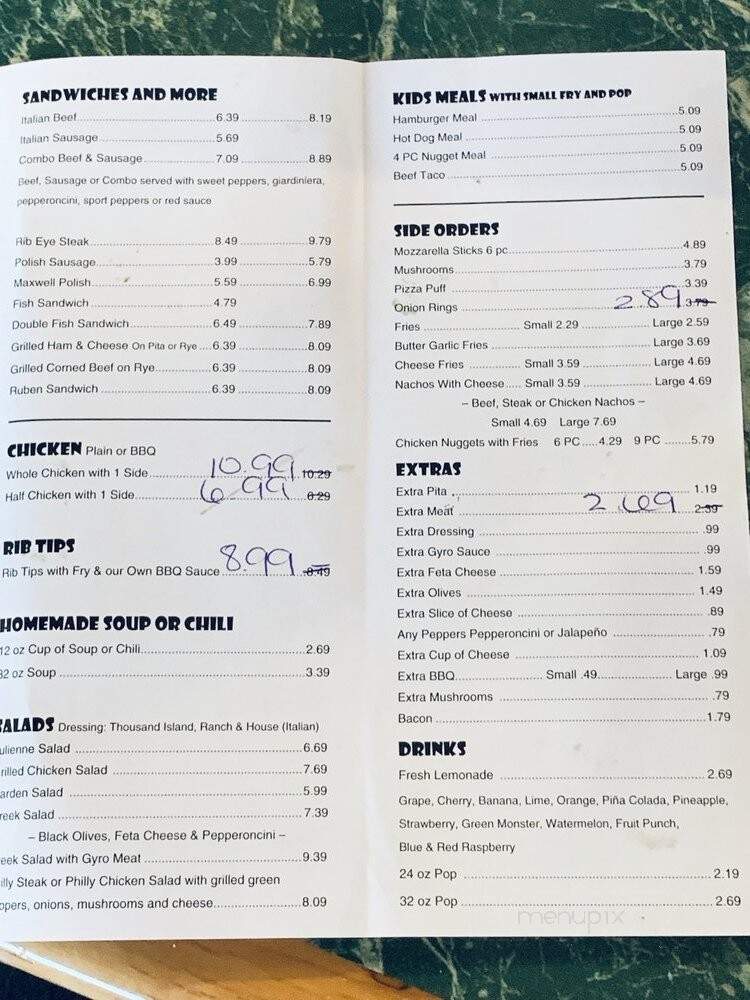 SANDWICHES AND MORE
Italian Beef 6.39 8.19
Italian Sausage 5.69
Combo Beef & Sausage 7.09 8.89
Beef, Sausage or Combo served with sweet peppers, giardiniera,
pepperoncini, sport peppers or red sauce
Rib Eye Steak 8.49 9.79
Polish Sausage 3.99 5.79
Maxwell Polish 5.59 6.99
Fish Sandwich 4.79
Double Fish Sandwich 6.49 7.89
Grilled Ham & Cheese On Pita or Rye 6.39 8.09
Grilled Corned Beef on Rye 6.39 8.09
Ruben Sandwich 6.39 8.09
CHICKEN Plain or BBQ
Whole Chicken with 1 Side 10.99 10.29
Half Chicken with 1 Side 6.99 6.29
RIB TIPS
Rib Tips with Fry & our Own BBQ Sauce 8.99 8.49
HOMEMADE SOUP OR CHILI
12 oz Cup of Soup or Chili 2.69
32 oz Soup 3.39
SALADS Dressing: Thousand Island, Ranch & House (Italian)
ulienne Salad 6.69
rilled Chicken Salad 7.69
arden Salad 5.99
reek Salad 7.39
– Black Olives, Feta Cheese & Pepperoncini –
eek Salad with Gyro Meat 9.39
illy Steak or Philly Chicken Salad with grilled green
ppers, onions, mushrooms and cheese 8.09
KIDS MEALS WITH SMALL FRY AND POP
Hamburger Meal 5.09
Hot Dog Meal 5.09
4 PC Nugget Meal 5.09
Beef Taco 5.09
SIDE ORDERS
Mozzarella Sticks 6 pc 4.89
Mushrooms 3.79
Pizza Puff 3.39
Onion Rings 2.89 3.79
Fries Small 2.29 Large 2.59
Butter Garlic Fries Large 3.69
Cheese Fries Small 3.59 Large 4.69
Nachos With Cheese Small 3.59 Large 4.69
– Beef, Steak or Chicken Nachos –
Small 4.69 Large 7.69
Chicken Nuggets with Fries 6 PC 4.29 9 PC 5.79
EXTRAS
Extra Pita 1.19
Extra Meat 2.69 2.39
Extra Dressing .99
Extra Gyro Sauce .99
Extra Feta Cheese 1.59
Extra Olives 1.49
Extra Slice of Cheese .89
Any Peppers Pepperoncini or Jalapeño .79
Extra Cup of Cheese 1.09
Extra BBQ Small .49 Large .99
Extra Mushrooms .79
Bacon 1.79
DRINKS
Fresh Lemonade 2.69
Grape, Cherry, Banana, Lime, Orange, Piña Colada, Pineapple,
Strawberry, Green Monster, Watermelon, Fruit Punch,
Blue & Red Raspberry
24 oz Pop 2.19
32 oz Pop 2.69
menupix